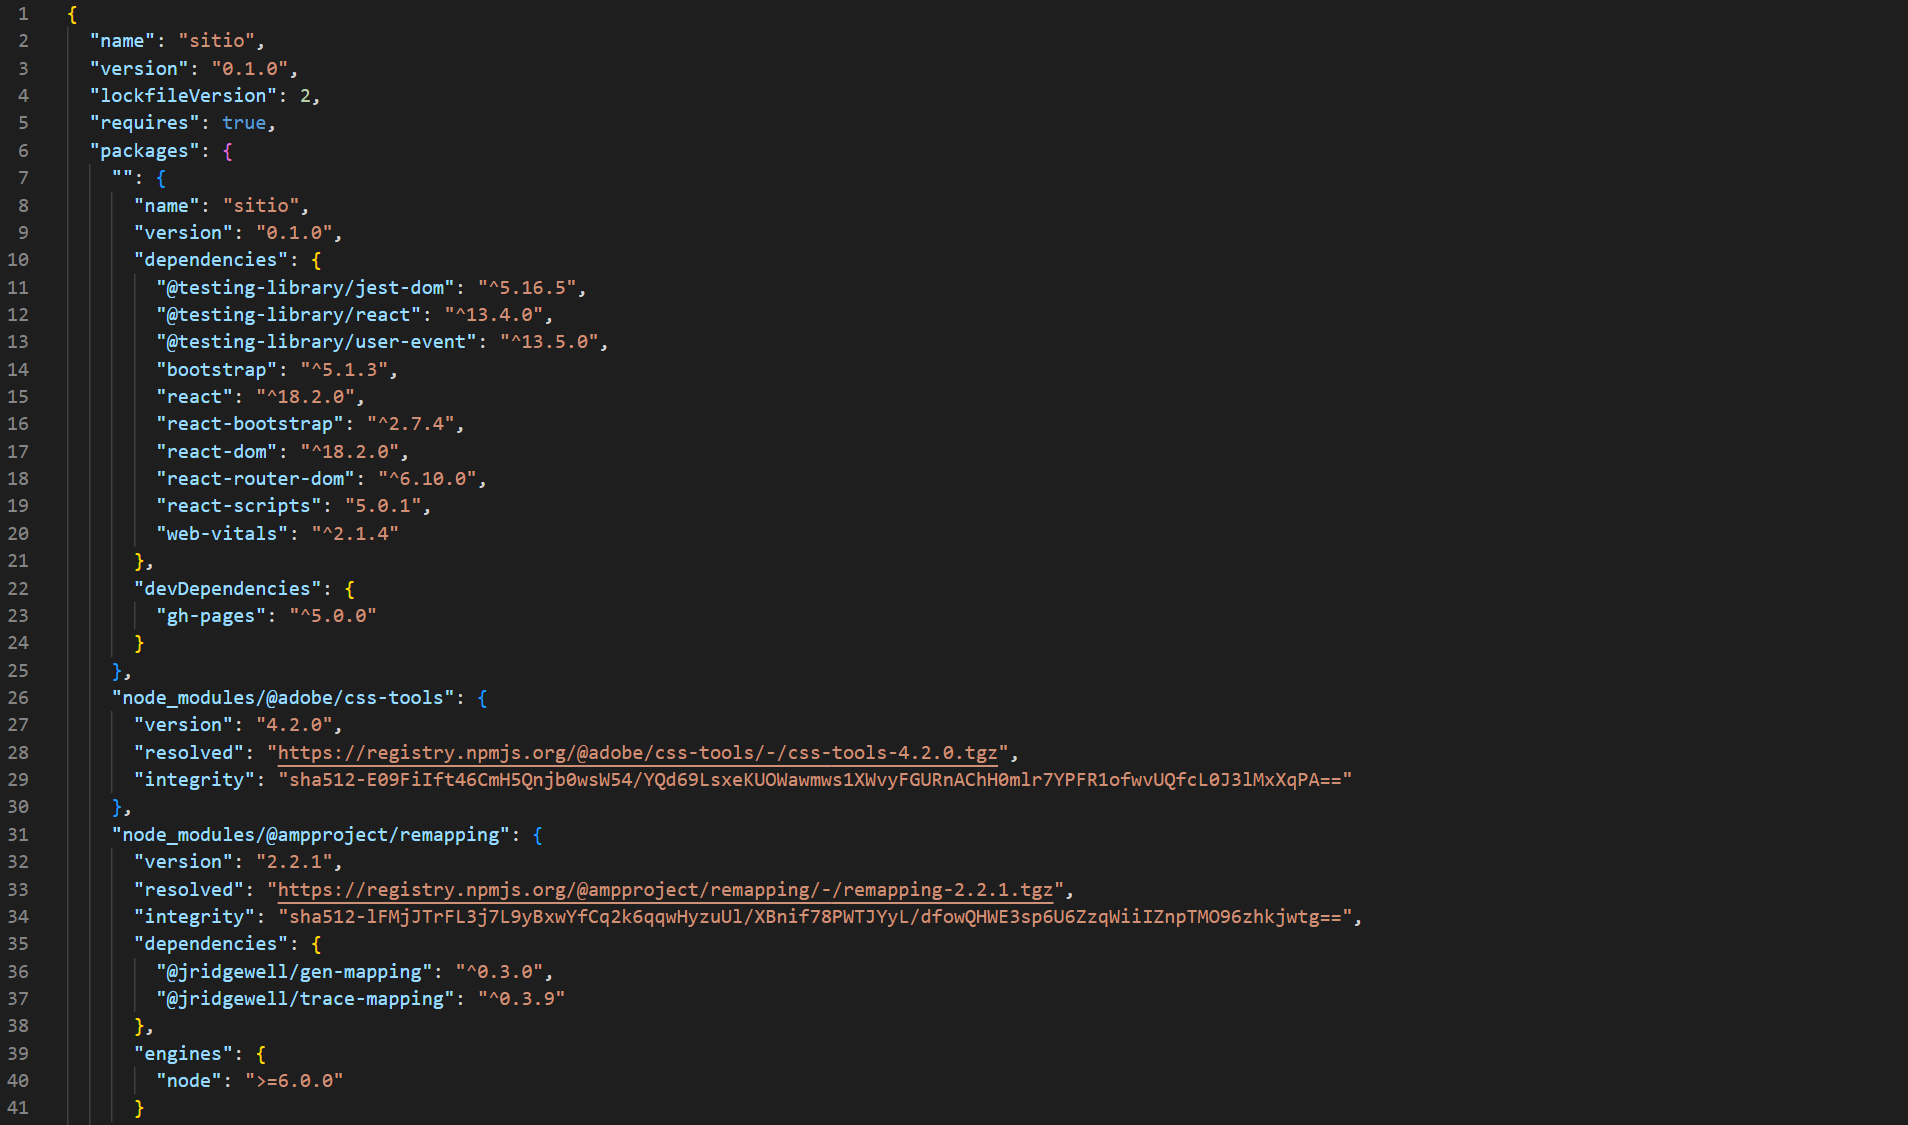 1 {
2 "name": "sitio",
3 "version": "0.1.0",
4 "lockfileVersion": 2,
5 "requires": true,
6 "packages": {
7 "": {
8 "name": "sitio",
9 "version": "0.1.0",
10 "dependencies": {
11 "@testing-library/jest-dom": "^5.16.5",
12 "@testing-library/react": "^13.4.0",
13 "@testing-library/user-event": "^13.5.0",
14 "bootstrap": "^5.1.3",
15 "react": "^18.2.0",
16 "react-bootstrap": "^2.7.4",
17 "react-dom": "^18.2.0",
18 "react-router-dom": "^6.10.0",
19 "react-scripts": "5.0.1",
20 "web-vitals": "^2.1.4"
21 },
22 "devDependencies": {
23 "gh-pages": "^5.0.0"
24 }
25 },
26 "node_modules/@adobe/css-tools": {
27 "version": "4.2.0",
28 "resolved": "https://registry.npmjs.org/@adobe/css-tools/-/css-tools-4.2.0.tgz",
29 "integrity": "sha512-E09FiIft46CmH5Qnjb0wsW54/YQd69LsxeKUOWawmws1XWvyFGURnAChH0mlr7YPFR1ofwvUQfcL0J3lMxXqPA=="
30 },
31 "node_modules/@ampproject/remapping": {
32 "version": "2.2.1",
33 "resolved": "https://registry.npmjs.org/@ampproject/remapping/-/remapping-2.2.1.tgz",
34 "integrity": "sha512-lFMjJTrFL3j7L9yBxwYfCq2k6qqwHyzuUl/XBnif78PWTJYyL/dfowQHWE3sp6U6ZzqWiiIZnpTMO96zhkjwtg==",
35 "dependencies": {
36 "@jridgewell/gen-mapping": "^0.3.0",
37 "@jridgewell/trace-mapping": "^0.3.9"
38 },
39 "engines": {
40 "node": ">=6.0.0"
41 }